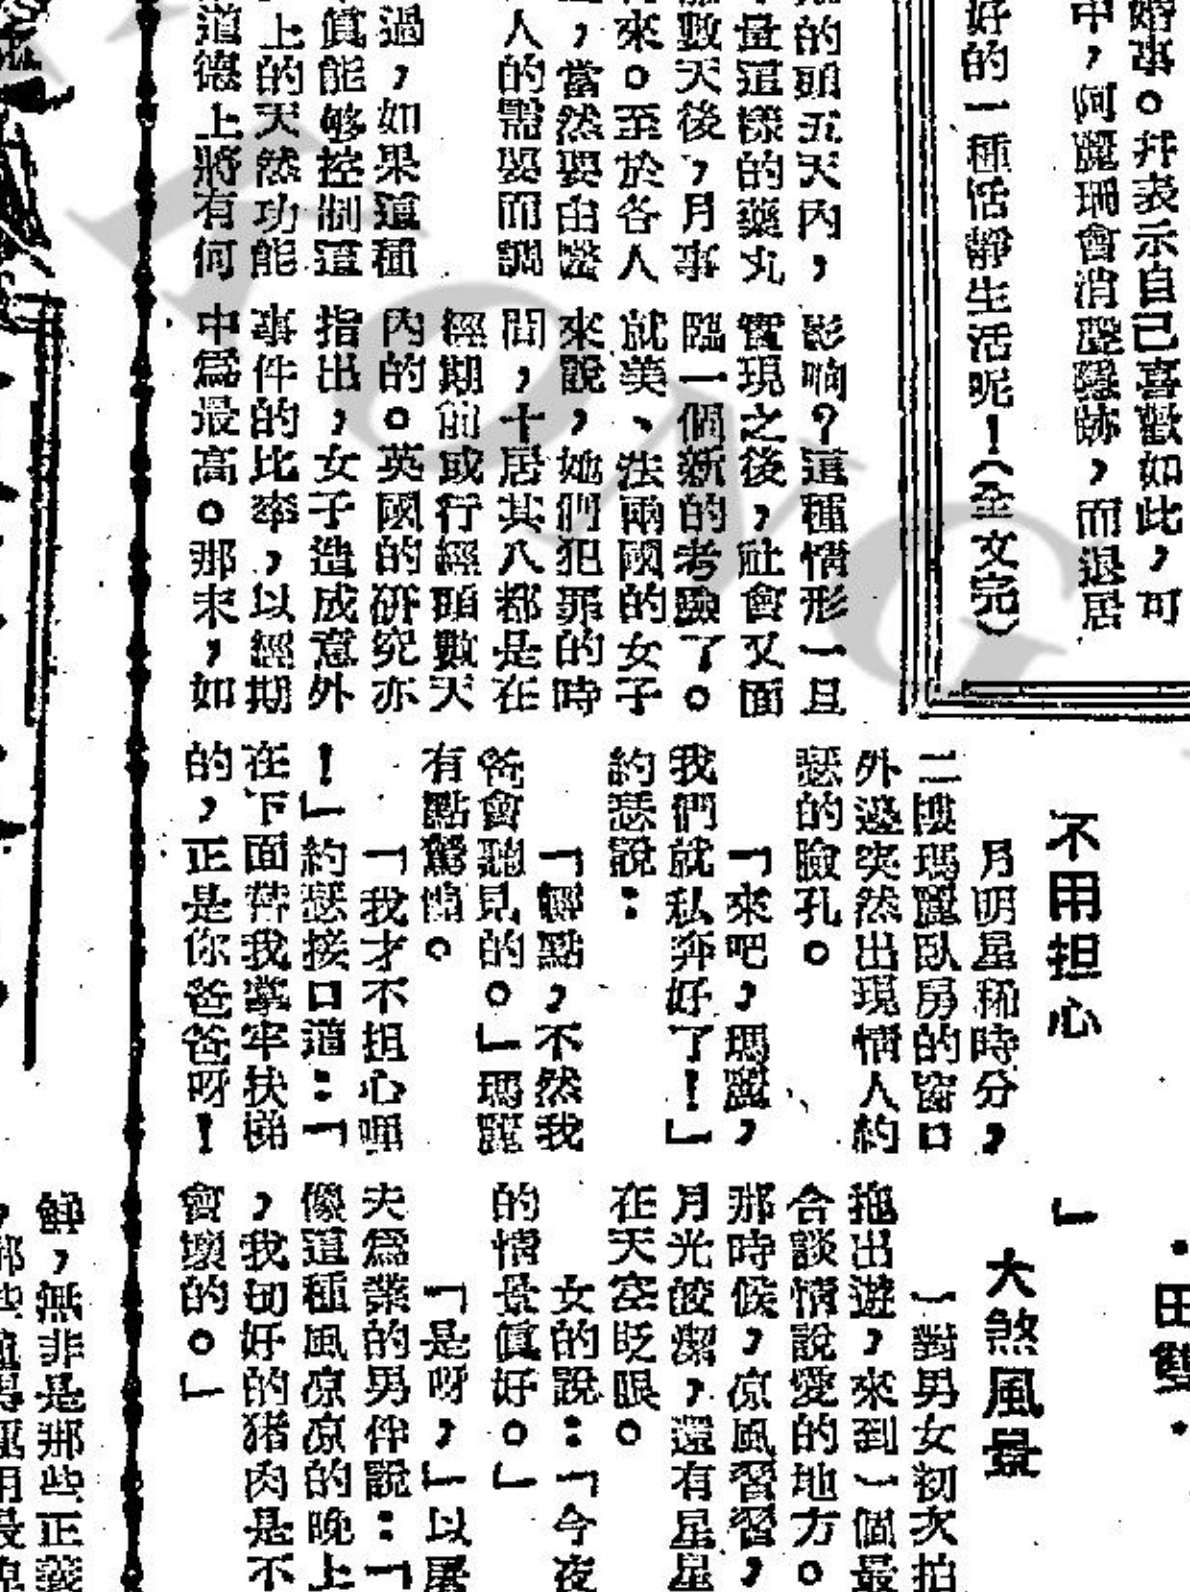 婚事。幷表示自己喜歡如此,可
中,阿麗珊會消聲隱跡,而退居
好的一種恬靜生活呢!(全文完)
的頭五天內,
量這樣的藥丸
數天後,月事
來。至於各人
,當然要由醫
人的需要而調
過,如果這種
眞能够控制這
上的天然功能
道德上將有何
影响?這種情形一旦
實現之後,社會又面
臨一個新的考驗了。
就美、法兩國的女子
來說,她們犯罪的時
間,十居其八都是在
經期前或行經頭數天
內的。英國的研究亦
指出,女子造成意外
事件的比率,以經期
中爲最高。那末,如
不用担心
月明星稀時分,
二樓瑪麗臥房的窗口
外邊突然出現情人約
瑟的臉孔。
「來吧,瑪麗,
我們就私奔好了!」
約瑟說:
「輕點,不然我
爸會聽見的。」瑪麗
有點驚惶。
「我才不担心哩
!」約瑟接口道:「
在下面替我掌牢扶梯
的,正是你爸爸呀!
」
·田雙·
大煞風景
一對男女初次拍
拖出遊,來到一個最
合談情說愛的地方。
那時候,凉風習習,
月光皎潔,還有星星
在天空眨眼。
女的說:「今夜
的情景眞好。」
「是呀,」以屠
夫爲業的男伴說:「
像這種風凉凉的晚上
,我刼好的猪肉是不
會壞的。」
鮮,無非是那些正義